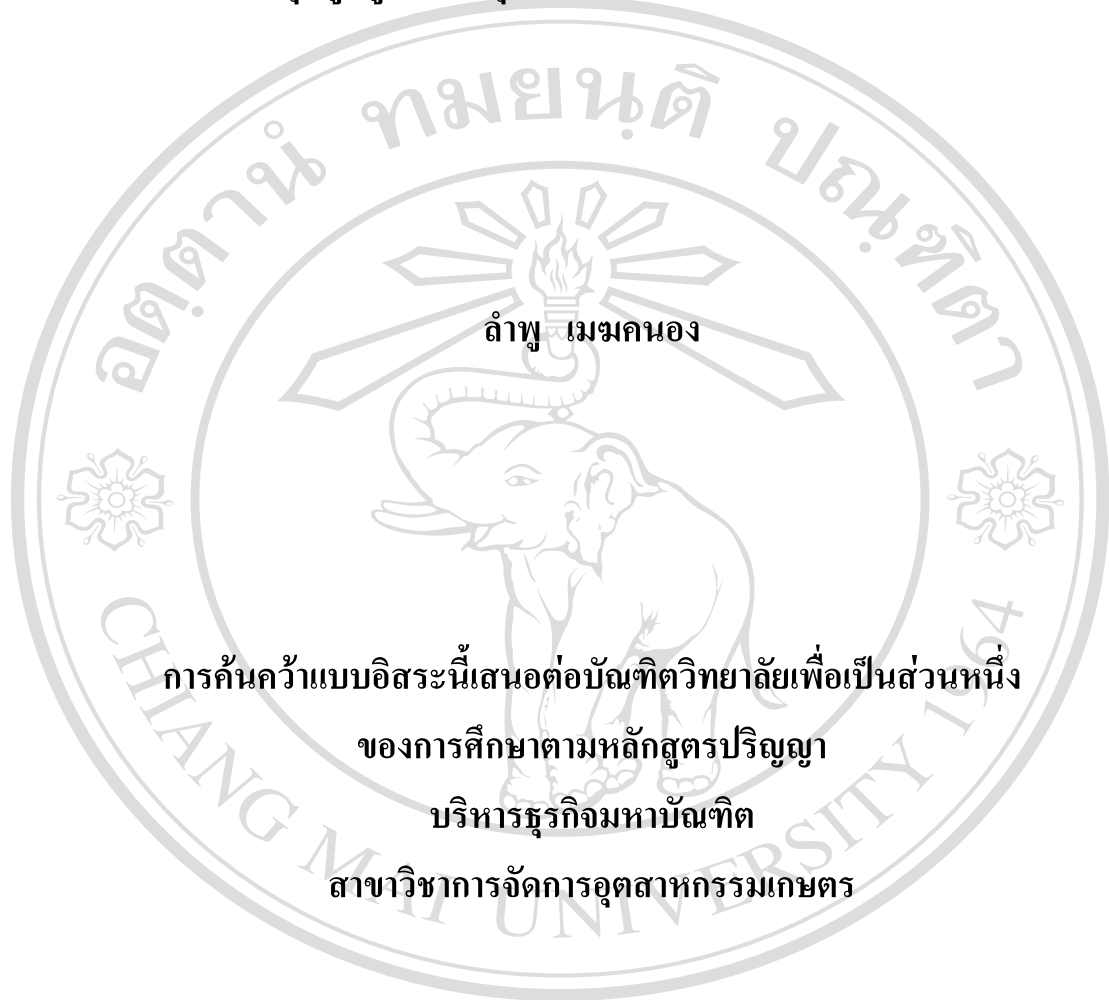 อตฺตานํ ทมยนฺติ ปณฺฑิตา
ลำพู เมฆคนอง
การค้นคว้าแบบอิสระนี้เสนอต่อบัณฑิตวิทยาลัยเพื่อเป็นส่วนหนึ่ง
ของการศึกษาตามหลักสูตรปริญญา
บริหารธุรกิจมหาบัณฑิต
สาขาวิชาการจัดการอุตสาหกรรมเกษตร
CHIANG MAI UNIVERSITY 1964